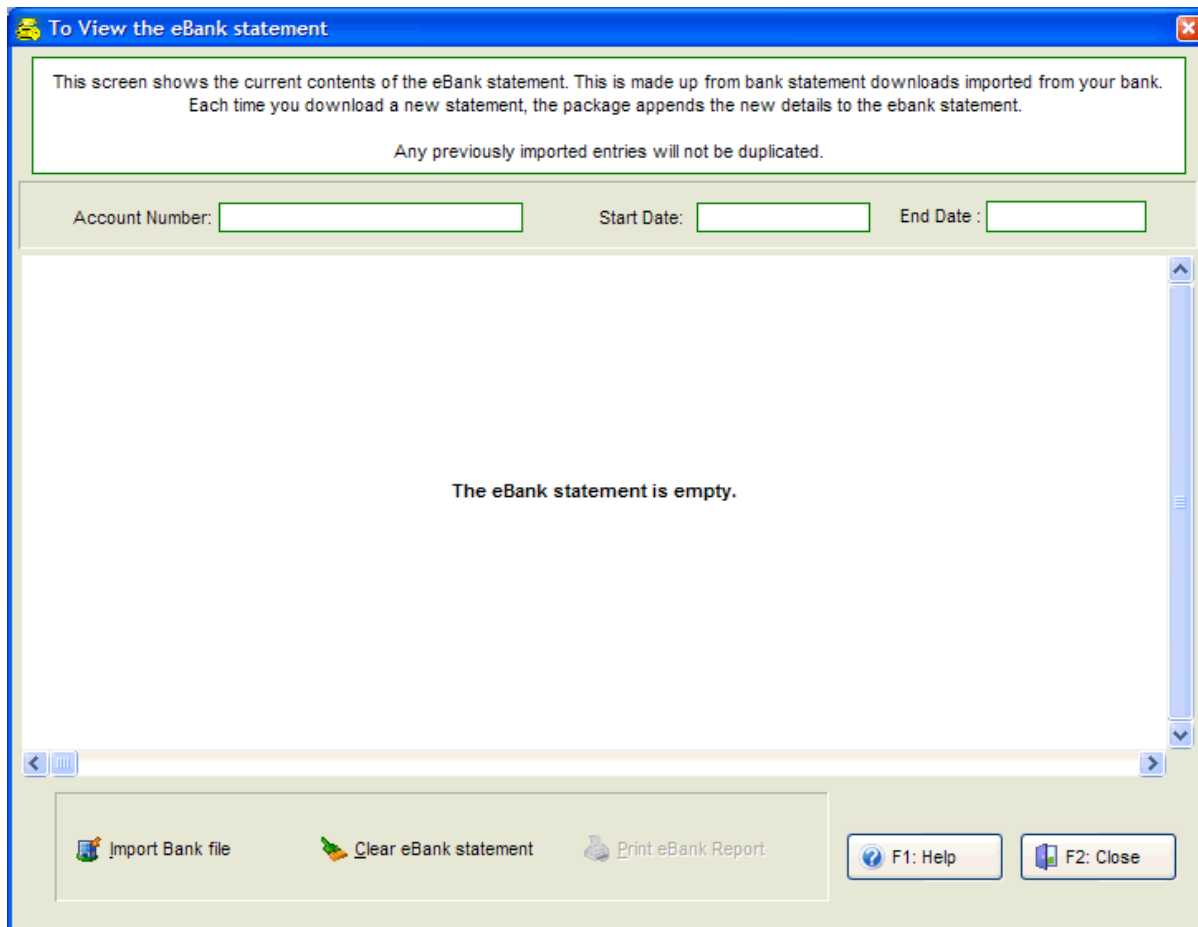 To View the eBank statement
This screen shows the current contents of the eBank statement. This is made up from bank statement downloads imported from your bank.
Each time you download a new statement, the package appends the new details to the ebank statement.
Any previously imported entries will not be duplicated.
Account Number: Start Date: End Date :
The eBank statement is empty.
Import Bank file Clear eBank statement Print eBank Report F1: Help F2: Close